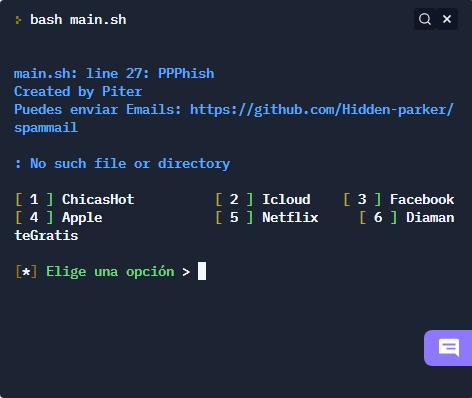 bash main.sh
main.sh: line 27: PPPhish
Created by Piter
Puedes enviar Emails: https://github.com/Hidden-parker/
spammail
: No such file or directory
[ 1 ] ChicasHot [ 2 ] Icloud [ 3 ] Facebook
[ 4 ] Apple [ 5 ] Netflix [ 6 ] Diaman
teGratis
[*] Elige una opción >